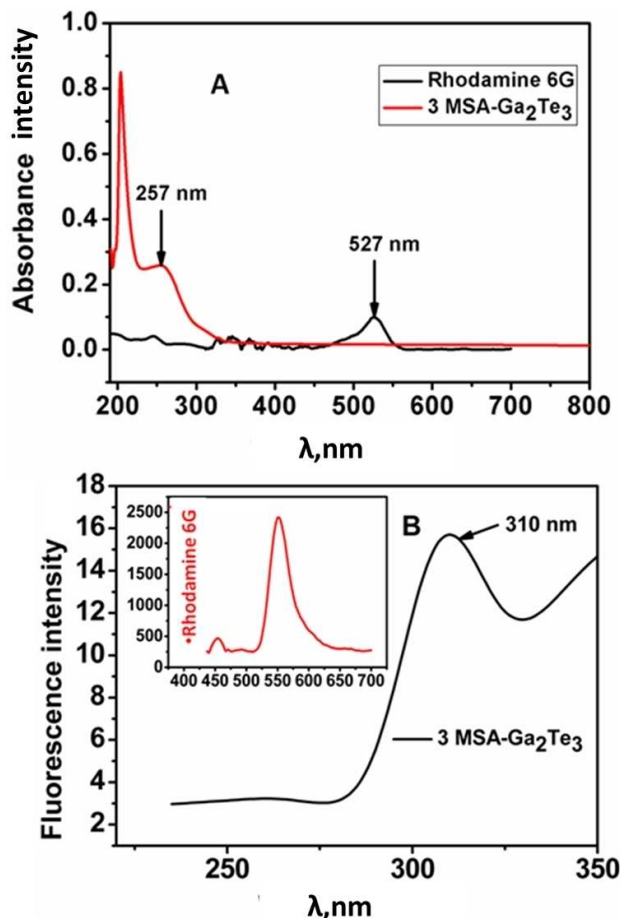 1.0
0.8
0.6
0.4
0.2
0.0
Absorbance intensity
A
Rhodamine 6G
3 MSA-Ga₂Te₃
257 nm
527 nm
200 300 400 500 600 700 800
λ,nm
18
16
14
12
10
8
6
4
2
Fluorescence intensity
B
310 nm
2500
2000
1500
1000
500
0
•Rhodamine 6G
400 450 500 550 600 650 700
3 MSA-Ga₂Te₃
250 300 350
λ,nm